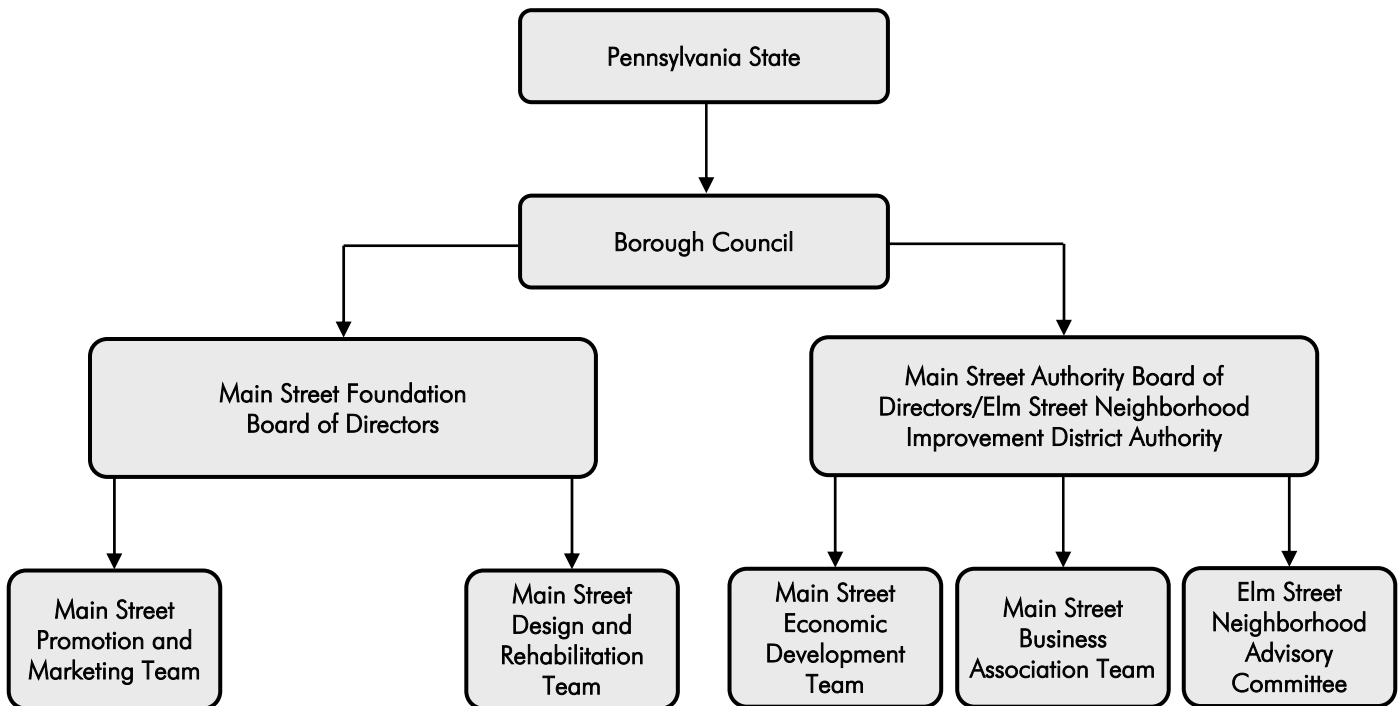 Pennsylvania State
Borough Council
Main Street Foundation
Board of Directors
Main Street Authority Board of
Directors/Elm Street Neighborhood
Improvement District Authority
Main Street
Promotion and
Marketing Team
Main Street
Design and
Rehabilitation
Team
Main Street
Economic
Development
Team
Main Street
Business
Association Team
Elm Street
Neighborhood
Advisory
Committee